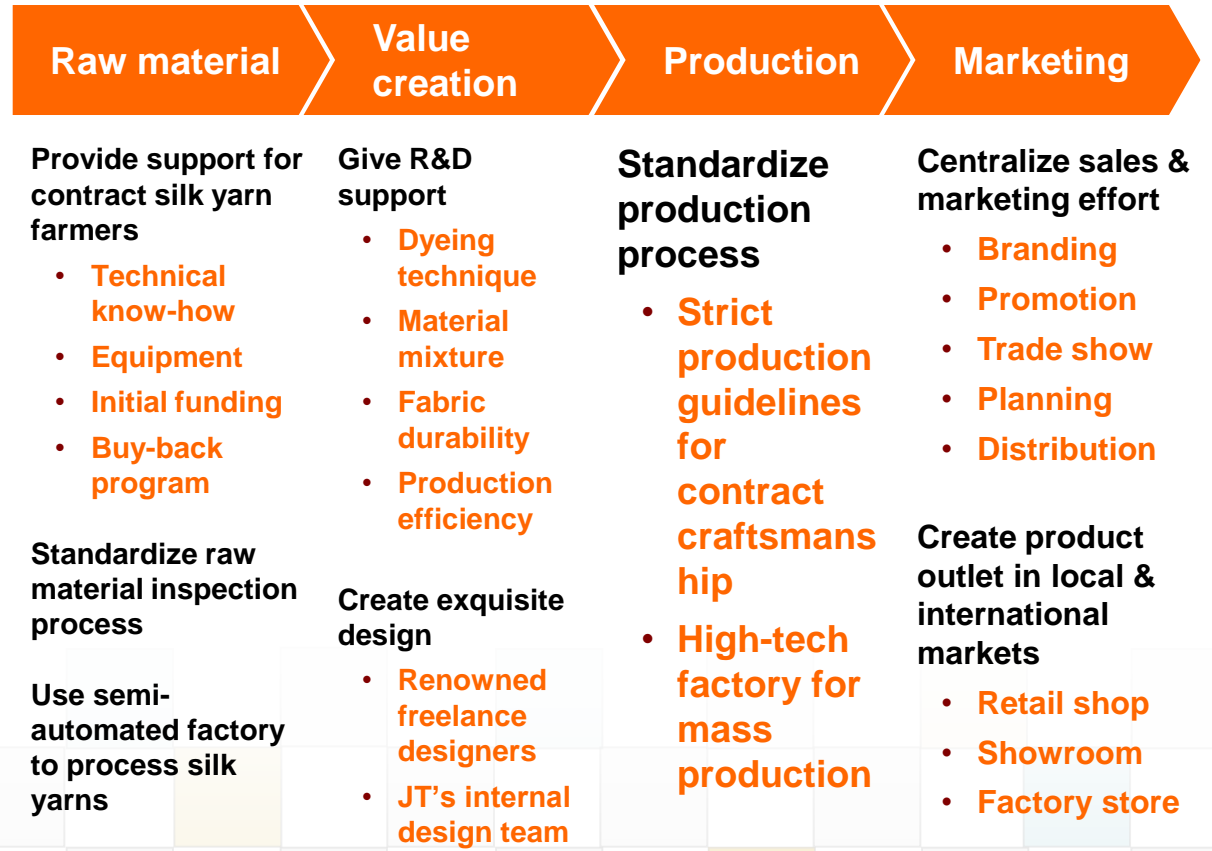 Raw material
Value
creation
Production
Marketing
Provide support for
contract silk yarn
farmers
• Technical
know-how
• Equipment
• Initial funding
• Buy-back
program
Standardize raw
material inspection
process
Use semi-
automated factory
to process silk
yarns
Give R&D
support
• Dyeing
technique
• Material
mixture
• Fabric
durability
• Production
efficiency
Create exquisite
design
• Renowned
freelance
designers
• JT’s internal
design team
Standardize
production
process
• Strict
production
guidelines
for
contract
craftsmans
hip
• High-tech
factory for
mass
production
Centralize sales &
marketing effort
• Branding
• Promotion
• Trade show
• Planning
• Distribution
Create product
outlet in local &
international
markets
• Retail shop
• Showroom
• Factory store